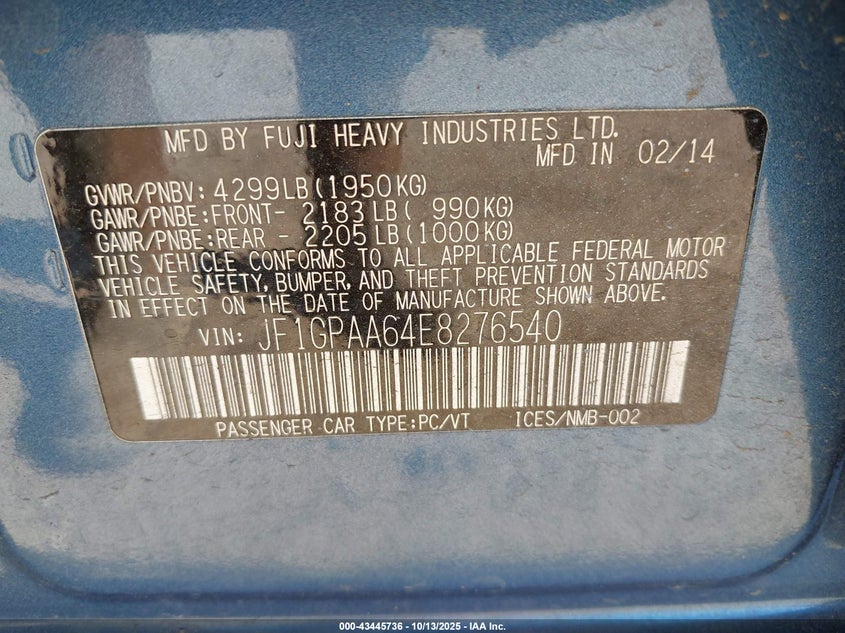 MFD BY FUJI HEAVY INDUSTRIES LTD.
MFD IN 02/14
GVWR/PNBV: 4299LB(1950KG)
GAWR/PNBE:FRONT- 2183LB( 990KG)
GAWR/PNBE:REAR - 2205LB(1000KG)
THIS VEHICLE CONFORMS TO ALL APPLICABLE FEDERAL MOTOR
VEHICLE SAFETY, BUMPER, AND THEFT PREVENTION STANDARDS
IN EFFECT ON THE DATE OF MANUFACTURE SHOWN ABOVE.
VIN: JF1GPAA64E8276540
PASSENGER CAR TYPE:PC/VT ICES/NMB-002
000-43445736 - 10/13/2025 - IAA Inc.